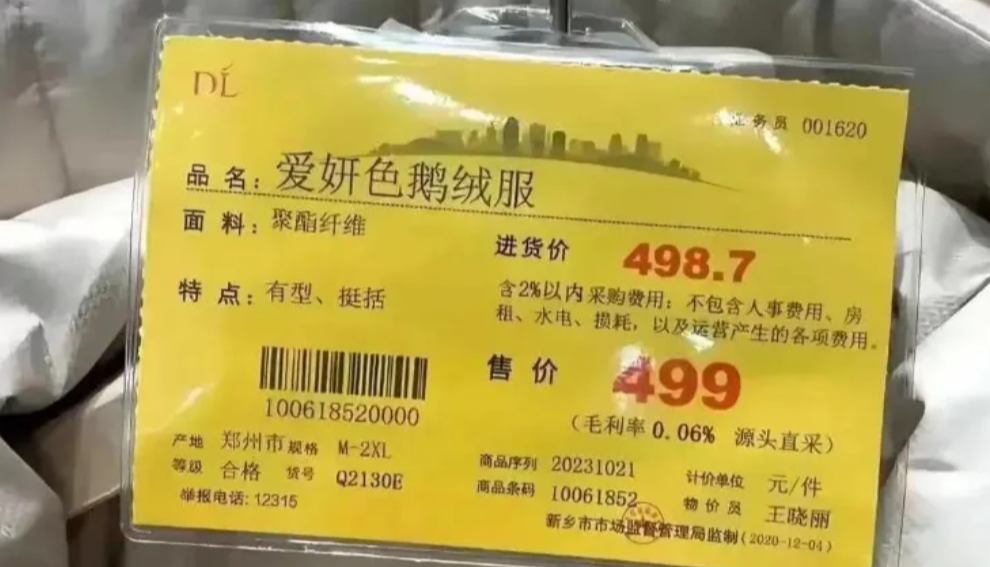 DL
业务员 001620
品 名：爱妍色鹅绒服
面 料：聚酯纤维
特 点：有型、挺括
进货价 498.7
含2%以内采购费用；不包含人事费用、房
租、水电、损耗，以及运营产生的各项费用。
售 价 499
（毛利率0.06% 源头直采）
100618520000
产地 郑州市 规格 M-2XL
等级 合格 货号 Q2130E
举报电话: 12315
商品序列 20231021 计价单位 元/件
商品条码 10061852 物价员 王晓丽
新乡市市场监督管理局监制(2020-12-04)